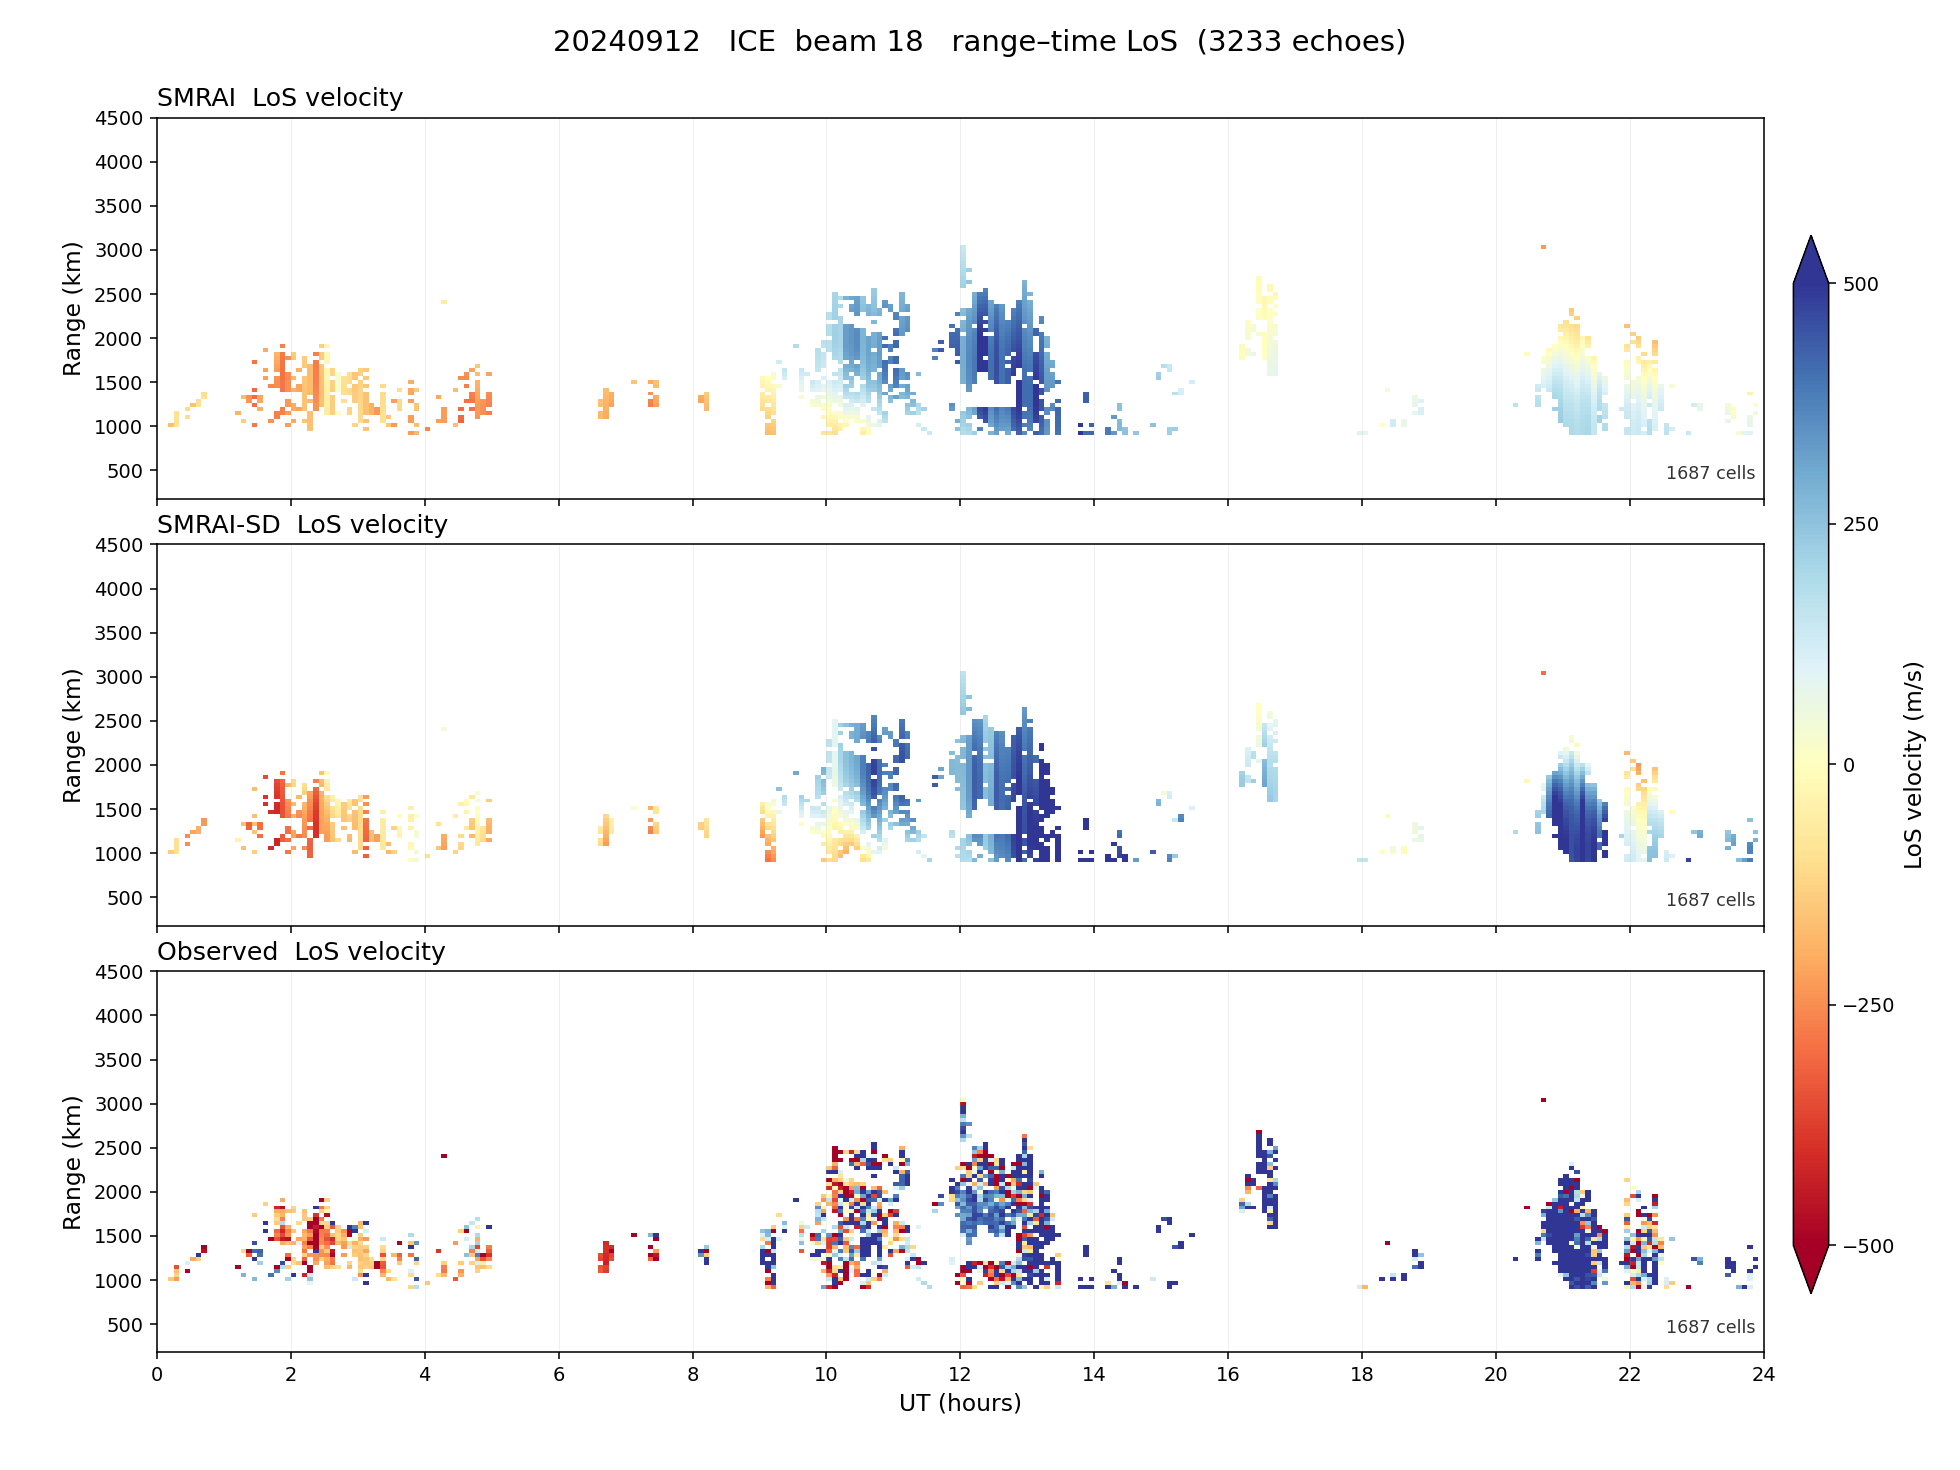 20240912   ICE  beam 18   range–time LoS  (3233 echoes)
SMRAI  LoS velocity
4500
4000
3500
3000
2500
2000
1500
1000
500
Range (km)
1687 cells
SMRAI-SD  LoS velocity
4500
4000
3500
3000
2500
2000
1500
1000
500
Range (km)
1687 cells
Observed  LoS velocity
4500
4000
3500
3000
2500
2000
1500
1000
500
Range (km)
1687 cells
0 2 4 6 8 10 12 14 16 18 20 22 24
UT (hours)
500
250
0
−250
−500
LoS velocity (m/s)